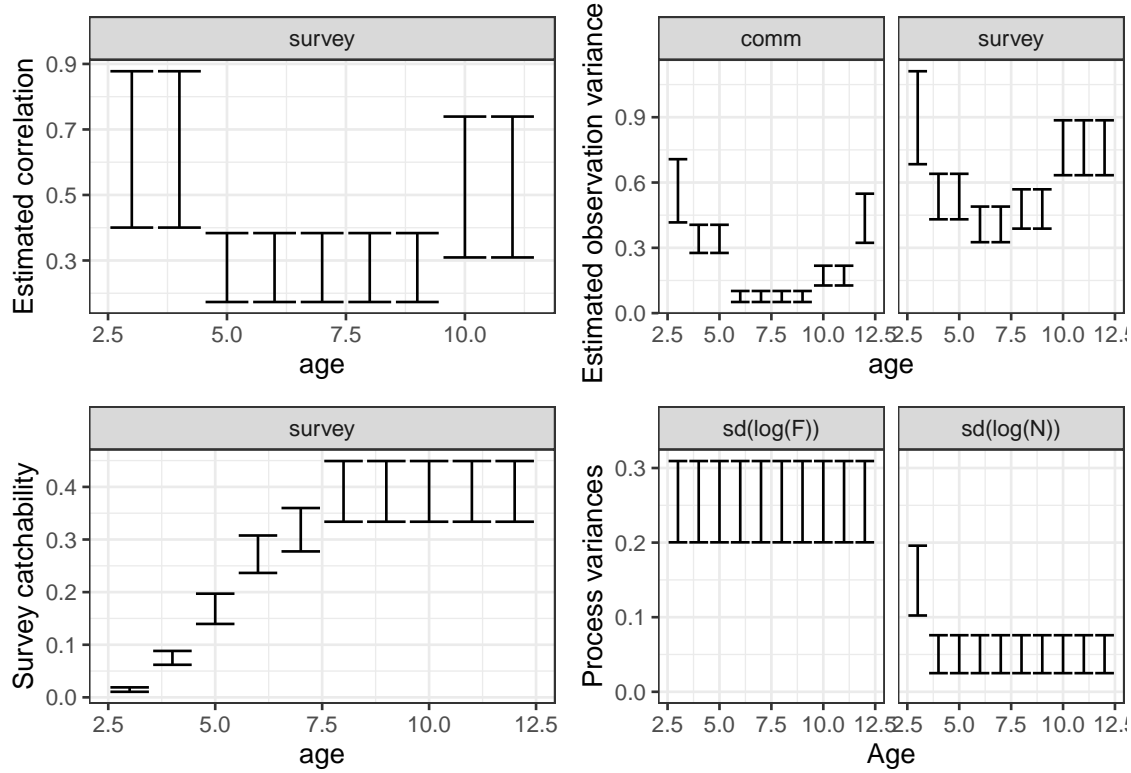 survey
Estimated correlation
0.9
0.7
0.5
0.3
2.5 5.0 7.5 10.0
age
comm survey
Estimated observation variance
0.9
0.6
0.3
0.0
2.5 5.0 7.5 10.0 12.5 2.5 5.0 7.5 10.0 12.5
age
survey
Survey catchability
0.4
0.3
0.2
0.1
0.0
2.5 5.0 7.5 10.0 12.5
age
sd(log(F)) sd(log(N))
Process variances
0.3
0.2
0.1
0.0
2.5 5.0 7.5 10.0 12.5 2.5 5.0 7.5 10.0 12.5
Age